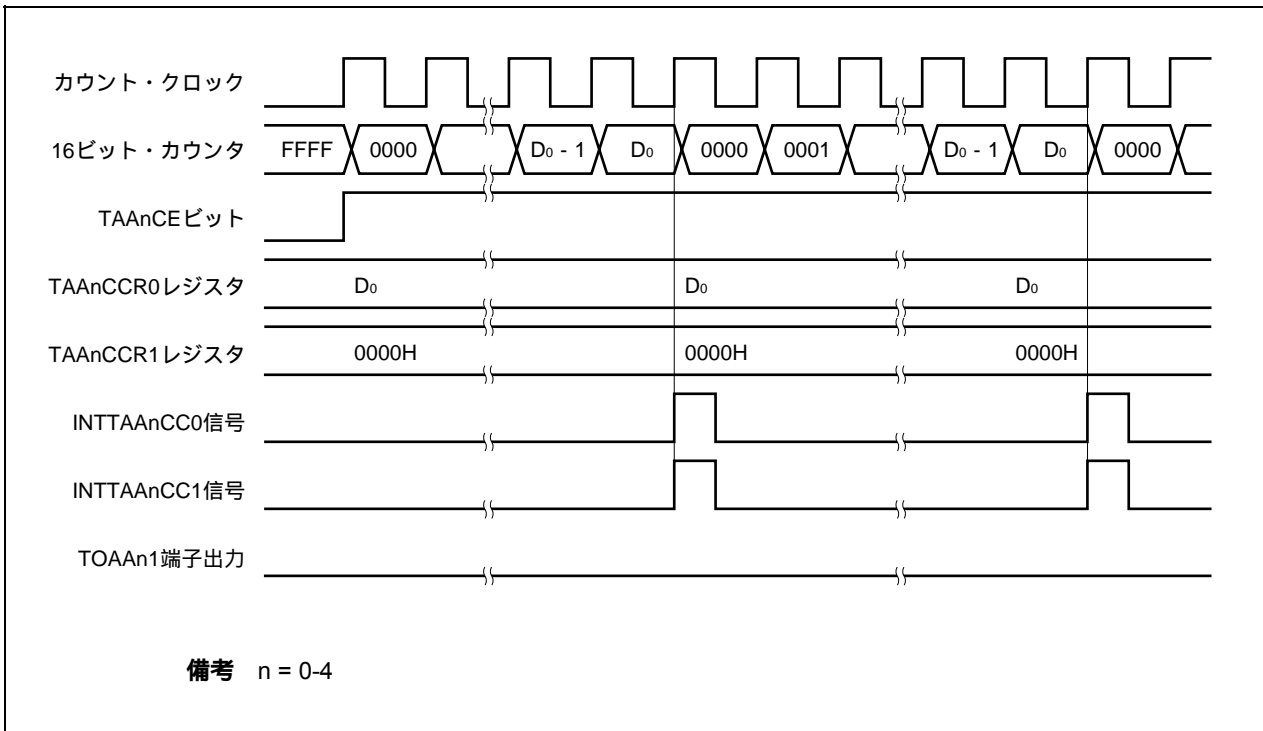 カウント・クロック
16ビット・カウンタ FFFF 0000 D0 - 1 D0 0000 0001 D0 - 1 D0 0000
TAAnCEビット
TAAnCCR0レジスタ D0 D0 D0
TAAnCCR1レジスタ 0000H 0000H 0000H
INTTAAnCC0信号
INTTAAnCC1信号
TOAAn1端子出力
備考 n = 0-4